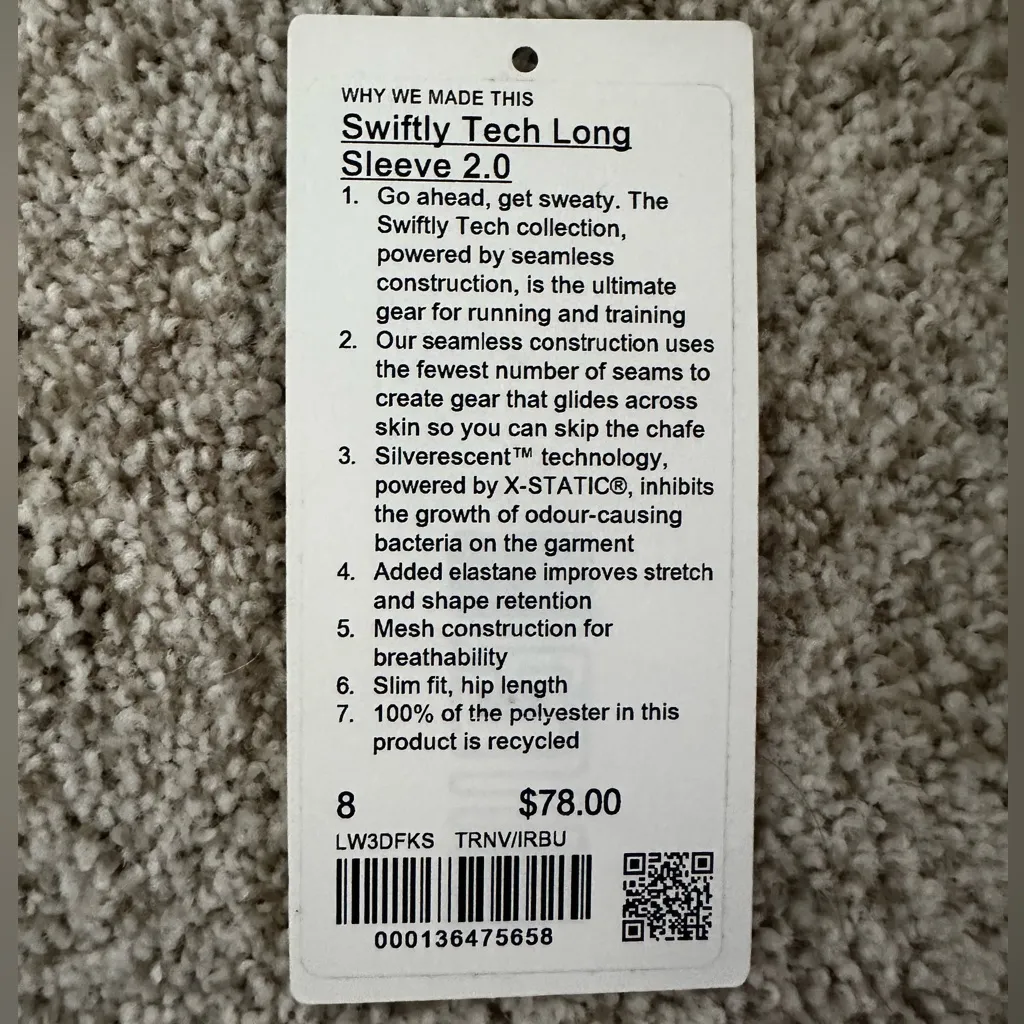 WHY WE MADE THIS
Swiftly Tech Long
Sleeve 2.0
1. Go ahead, get sweaty. The
Swiftly Tech collection,
powered by seamless
construction, is the ultimate
gear for running and training
2. Our seamless construction uses
the fewest number of seams to
create gear that glides across
skin so you can skip the chafe
3. Silverescent™ technology,
powered by X-STATIC®, inhibits
the growth of odour-causing
bacteria on the garment
4. Added elastane improves stretch
and shape retention
5. Mesh construction for
breathability
6. Slim fit, hip length
7. 100% of the polyester in this
product is recycled
8 $78.00
LW3DFKS TRNV/IRBU
000136475658